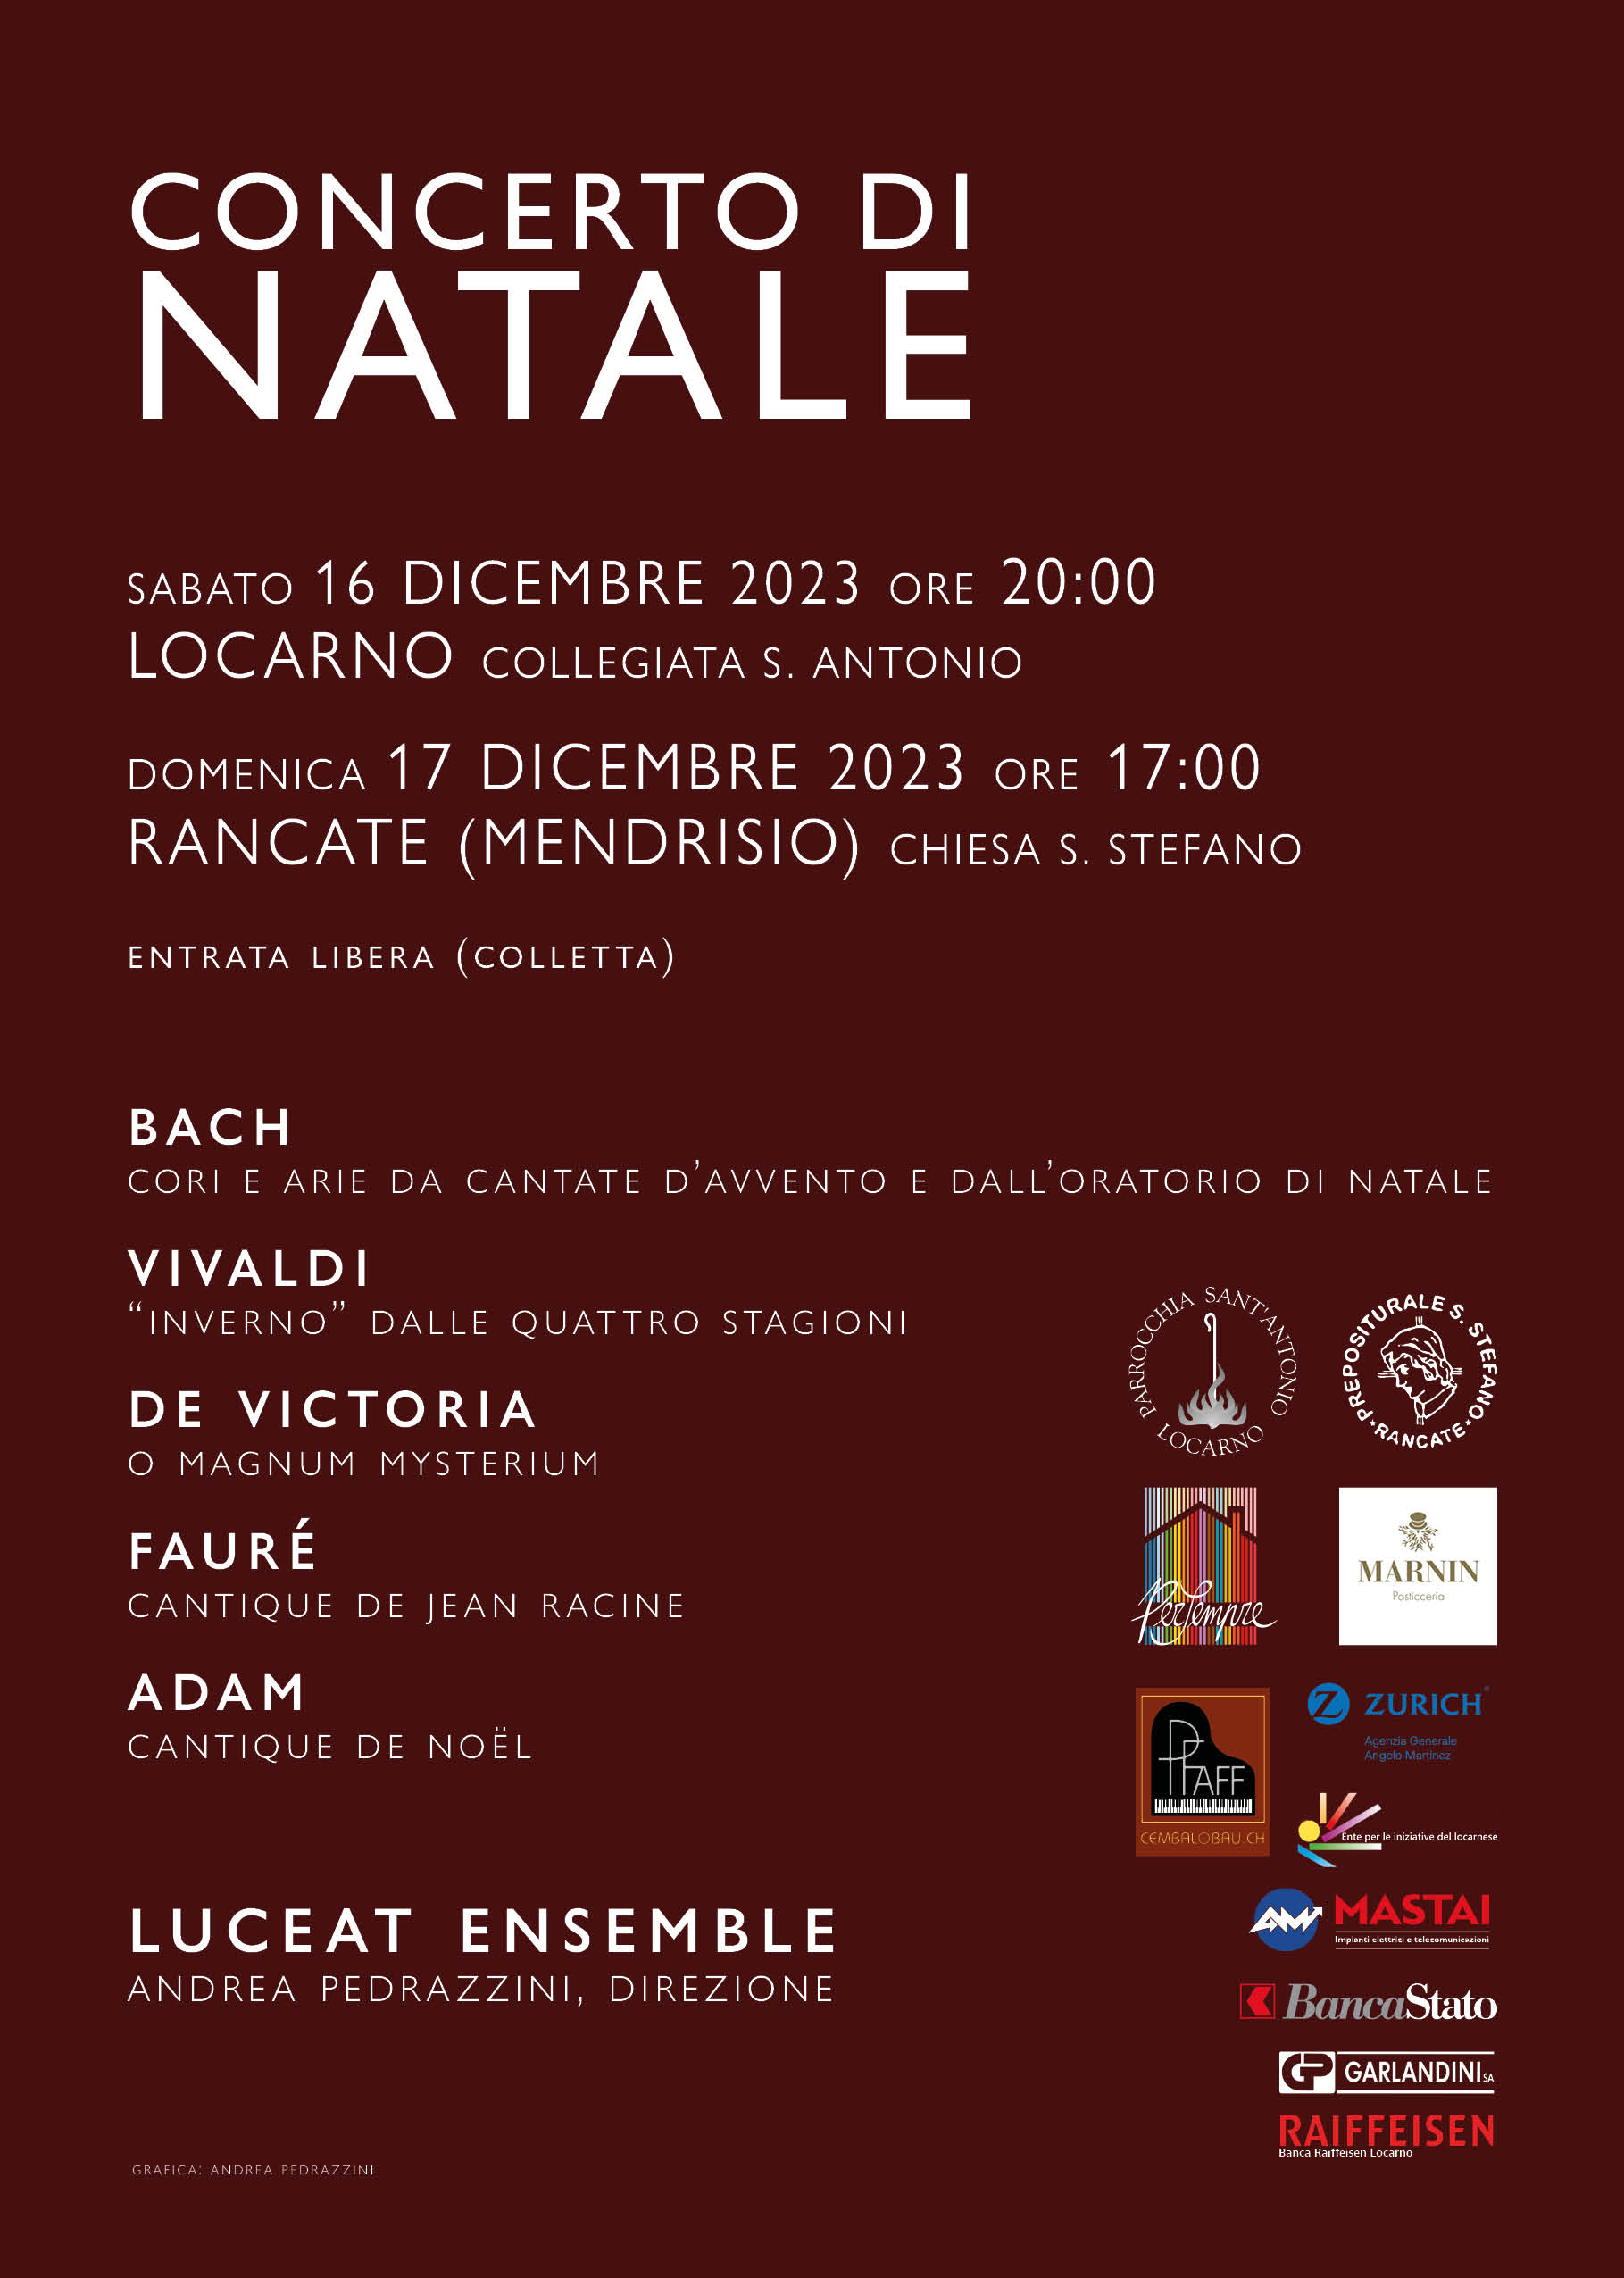 CONCERTO DI
NATALE
SABATO 16 DICEMBRE 2023 ORE 20:00
LOCARNO COLLEGIATA S. ANTONIO
DOMENICA 17 DICEMBRE 2023 ORE 17:00
RANCATE (MENDRISIO) CHIESA S. STEFANO
ENTRATA LIBERA (COLLETTA)
BACH
CORI E ARIE DA CANTATE D'AVVENTO E DALL'ORATORIO DI NATALE
VIVALDI
“INVERNO” DALLE QUATTRO STAGIONI
DE VICTORIA
O MAGNUM MYSTERIUM
FAURÉ
CANTIQUE DE JEAN RACINE
ADAM
CANTIQUE DE NOËL
LUCEAT ENSEMBLE
ANDREA PEDRAZZINI, DIREZIONE
GRAFICA: ANDREA PEDRAZZINI
PARROCCHIA SANT'ANTONIO
LOCARNO
PREPOSITURALE S. STEFANO
RANCATE
PerSempre
MARNIN
Pasticceria
PFAFF
CEMBALOBAU.CH
Z ZURICH®
Agenzia Generale
Angelo Martinez
Ente per le iniziative del locarnese
AM MASTAI
Impianti elettrici e telecomunicazioni
BancaStato
GP GARLANDINI SA
RAIFFEISEN
Banca Raiffeisen Locarno